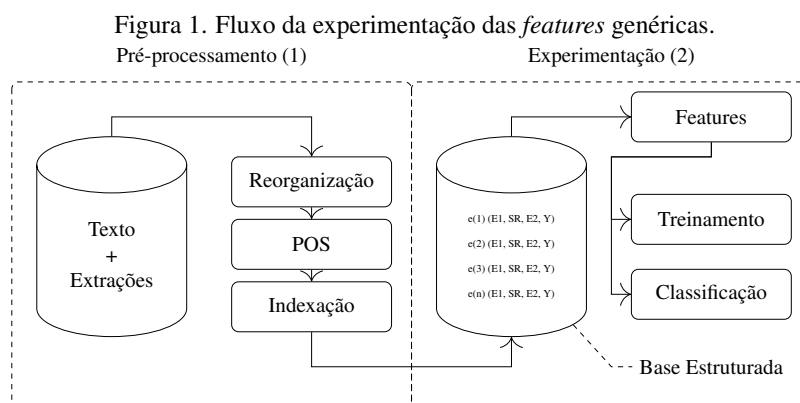 Figura 1. Fluxo da experimentação das features genéricas.
Pré-processamento (1)
Experimentação (2)
Texto
+
Extrações
Reorganização
POS
Indexação
e(1) (E1, SR, E2, Y)
e(2) (E1, SR, E2, Y)
e(3) (E1, SR, E2, Y)
e(n) (E1, SR, E2, Y)
Features
Treinamento
Classificação
Base Estruturada